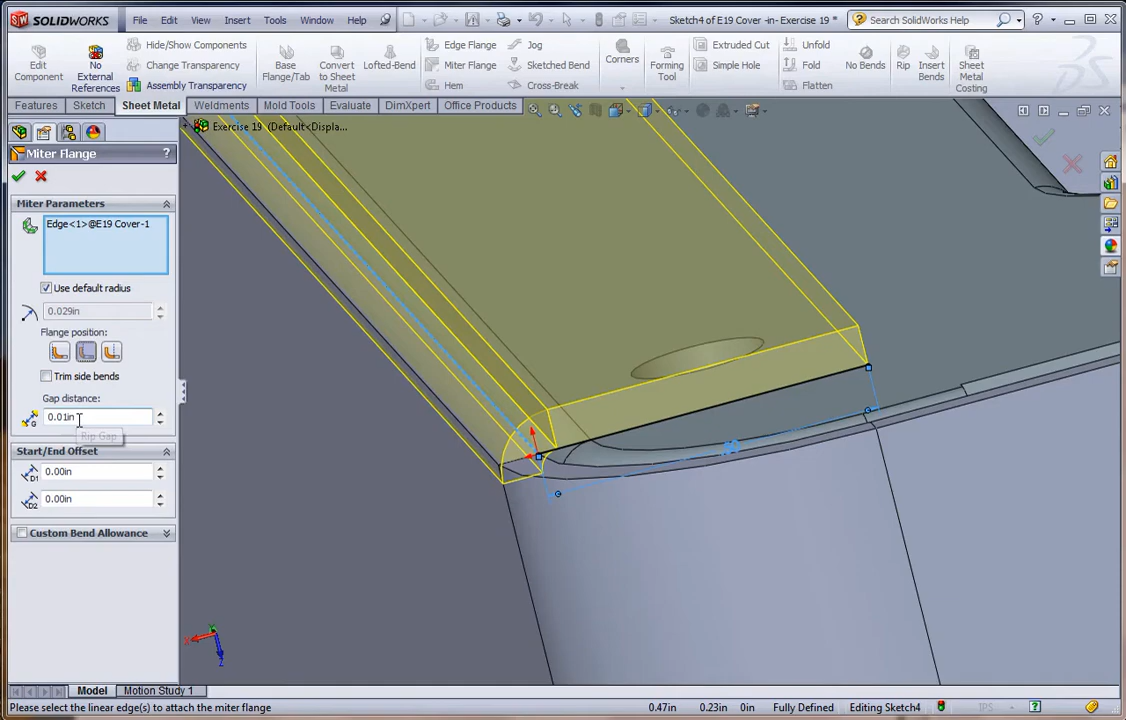 SOLIDWORKS
File
Edit
View
Insert
Tools
Window
Help
Sketch4 of E19 Cover -in- Exercise 19 *
Search SolidWorks Help
Edit Component
No External References
Hide/Show Components
Change Transparency
Assembly Transparency
Base Flange/Tab
Convert to Sheet Metal
Lofted-Bend
Edge Flange
Miter Flange
Hem
Jog
Sketched Bend
Cross-Break
Corners
Forming Tool
Extruded Cut
Simple Hole
Unfold
Fold
Flatten
No Bends
Rip
Insert Bends
Sheet Metal Costing
Features
Sketch
Sheet Metal
Weldments
Mold Tools
Evaluate
DimXpert
Office Products
Exercise 19 (Default<Displa...
Miter Flange
?
Miter Parameters
Edge<1>@E19 Cover-1
Use default radius
0.029in
Flange position:
Trim side bends
Gap distance:
0.01in
Rip Gap
Start/End Offset
D1
0.00in
D2
0.00in
Custom Bend Allowance
X
Y
Z
Model
Motion Study 1
Please select the linear edge(s) to attach the miter flange
0.47in
0.23in
0in
Fully Defined
Editing Sketch4
IPS